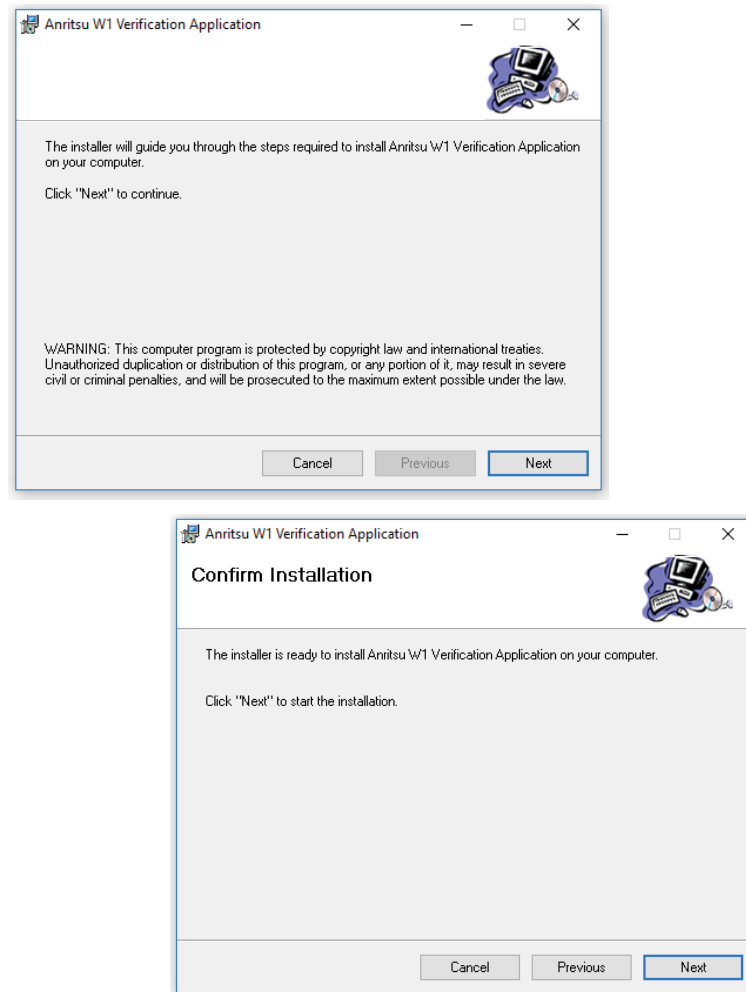 Anritsu W1 Verification Application
The installer will guide you through the steps required to install Anritsu W1 Verification Application
on your computer.
Click "Next" to continue.
WARNING: This computer program is protected by copyright law and international treaties.
Unauthorized duplication or distribution of this program, or any portion of it, may result in severe
civil or criminal penalties, and will be prosecuted to the maximum extent possible under the law.
Cancel Previous Next
Anritsu W1 Verification Application
Confirm Installation
The installer is ready to install Anritsu W1 Verification Application on your computer.
Click "Next" to start the installation.
Cancel Previous Next